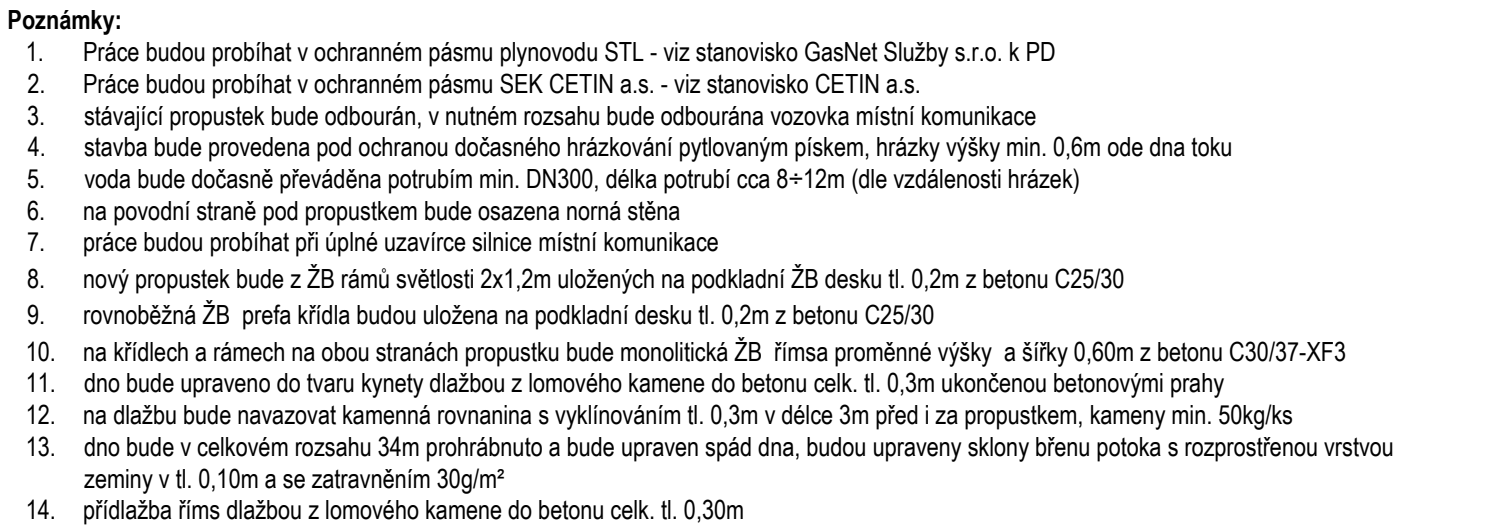 Poznámky:
1. Práce budou probíhat v ochranném pásmu plynovodu STL - viz stanovisko GasNet Služby s.r.o. k PD
2. Práce budou probíhat v ochranném pásmu SEK CETIN a.s. - viz stanovisko CETIN a.s.
3. stávající propustek bude odbourán, v nutném rozsahu bude odbourána vozovka místní komunikace
4. stavba bude provedena pod ochranou dočasného hrázkování pytlovaným pískem, hrázky výšky min. 0,6m ode dna toku
5. voda bude dočasně převáděna potrubím min. DN300, délka potrubí cca 8÷12m (dle vzdálenosti hrázek)
6. na povodní straně pod propustkem bude osazena norná stěna
7. práce budou probíhat při úplné uzavírce silnice místní komunikace
8. nový propustek bude z ŽB rámů světlosti 2x1,2m uložených na podkladní ŽB desku tl. 0,2m z betonu C25/30
9. rovnoběžná ŽB prefa křídla budou uložena na podkladní desku tl. 0,2m z betonu C25/30
10. na křídlech a rámech na obou stranách propustku bude monolitická ŽB římsa proměnné výšky a šířky 0,60m z betonu C30/37-XF3
11. dno bude upraveno do tvaru kynety dlažbou z lomového kamene do betonu celk. tl. 0,3m ukončenou betonovými prahy
12. na dlažbu bude navazovat kamenná rovnanina s vyklínováním tl. 0,3m v délce 3m před i za propustkem, kameny min. 50kg/ks
13. dno bude v celkovém rozsahu 34m prohrábnuto a bude upraven spád dna, budou upraveny sklony břenu potoka s rozprostřenou vrstvou
zeminy v tl. 0,10m a se zatravněním 30g/m²
14. přídlažba říms dlažbou z lomového kamene do betonu celk. tl. 0,30m